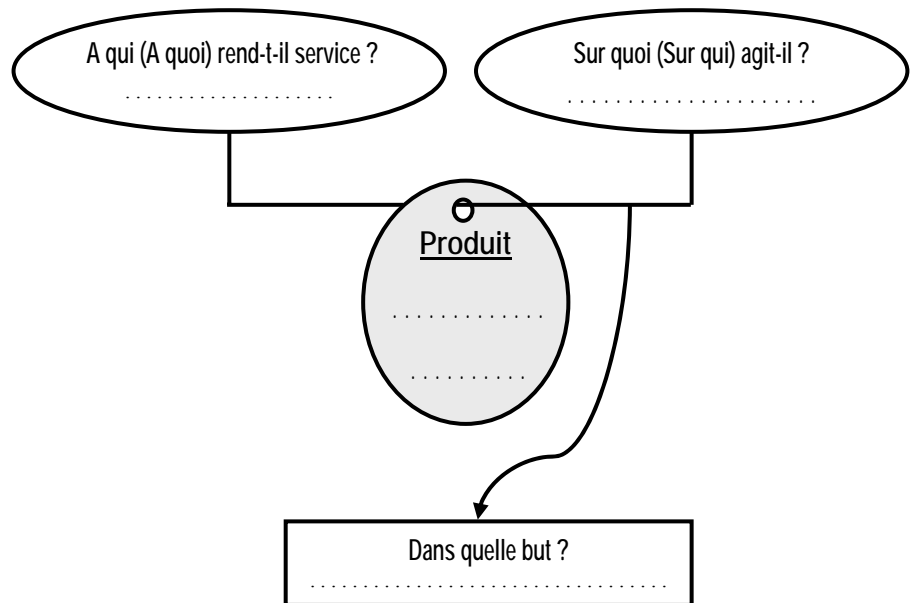 A qui (A quoi) rend-t-il service ?
. . . . . . . . . . . . . . . . . . . .
Sur quoi (Sur qui) agit-il ?
. . . . . . . . . . . . . . . . . . . . .
Produit
. . . . . . . . . . . . .
. . . . . . . . . .
Dans quelle but ?
. . . . . . . . . . . . . . . . . . . . . . . . . . . . . . . . .